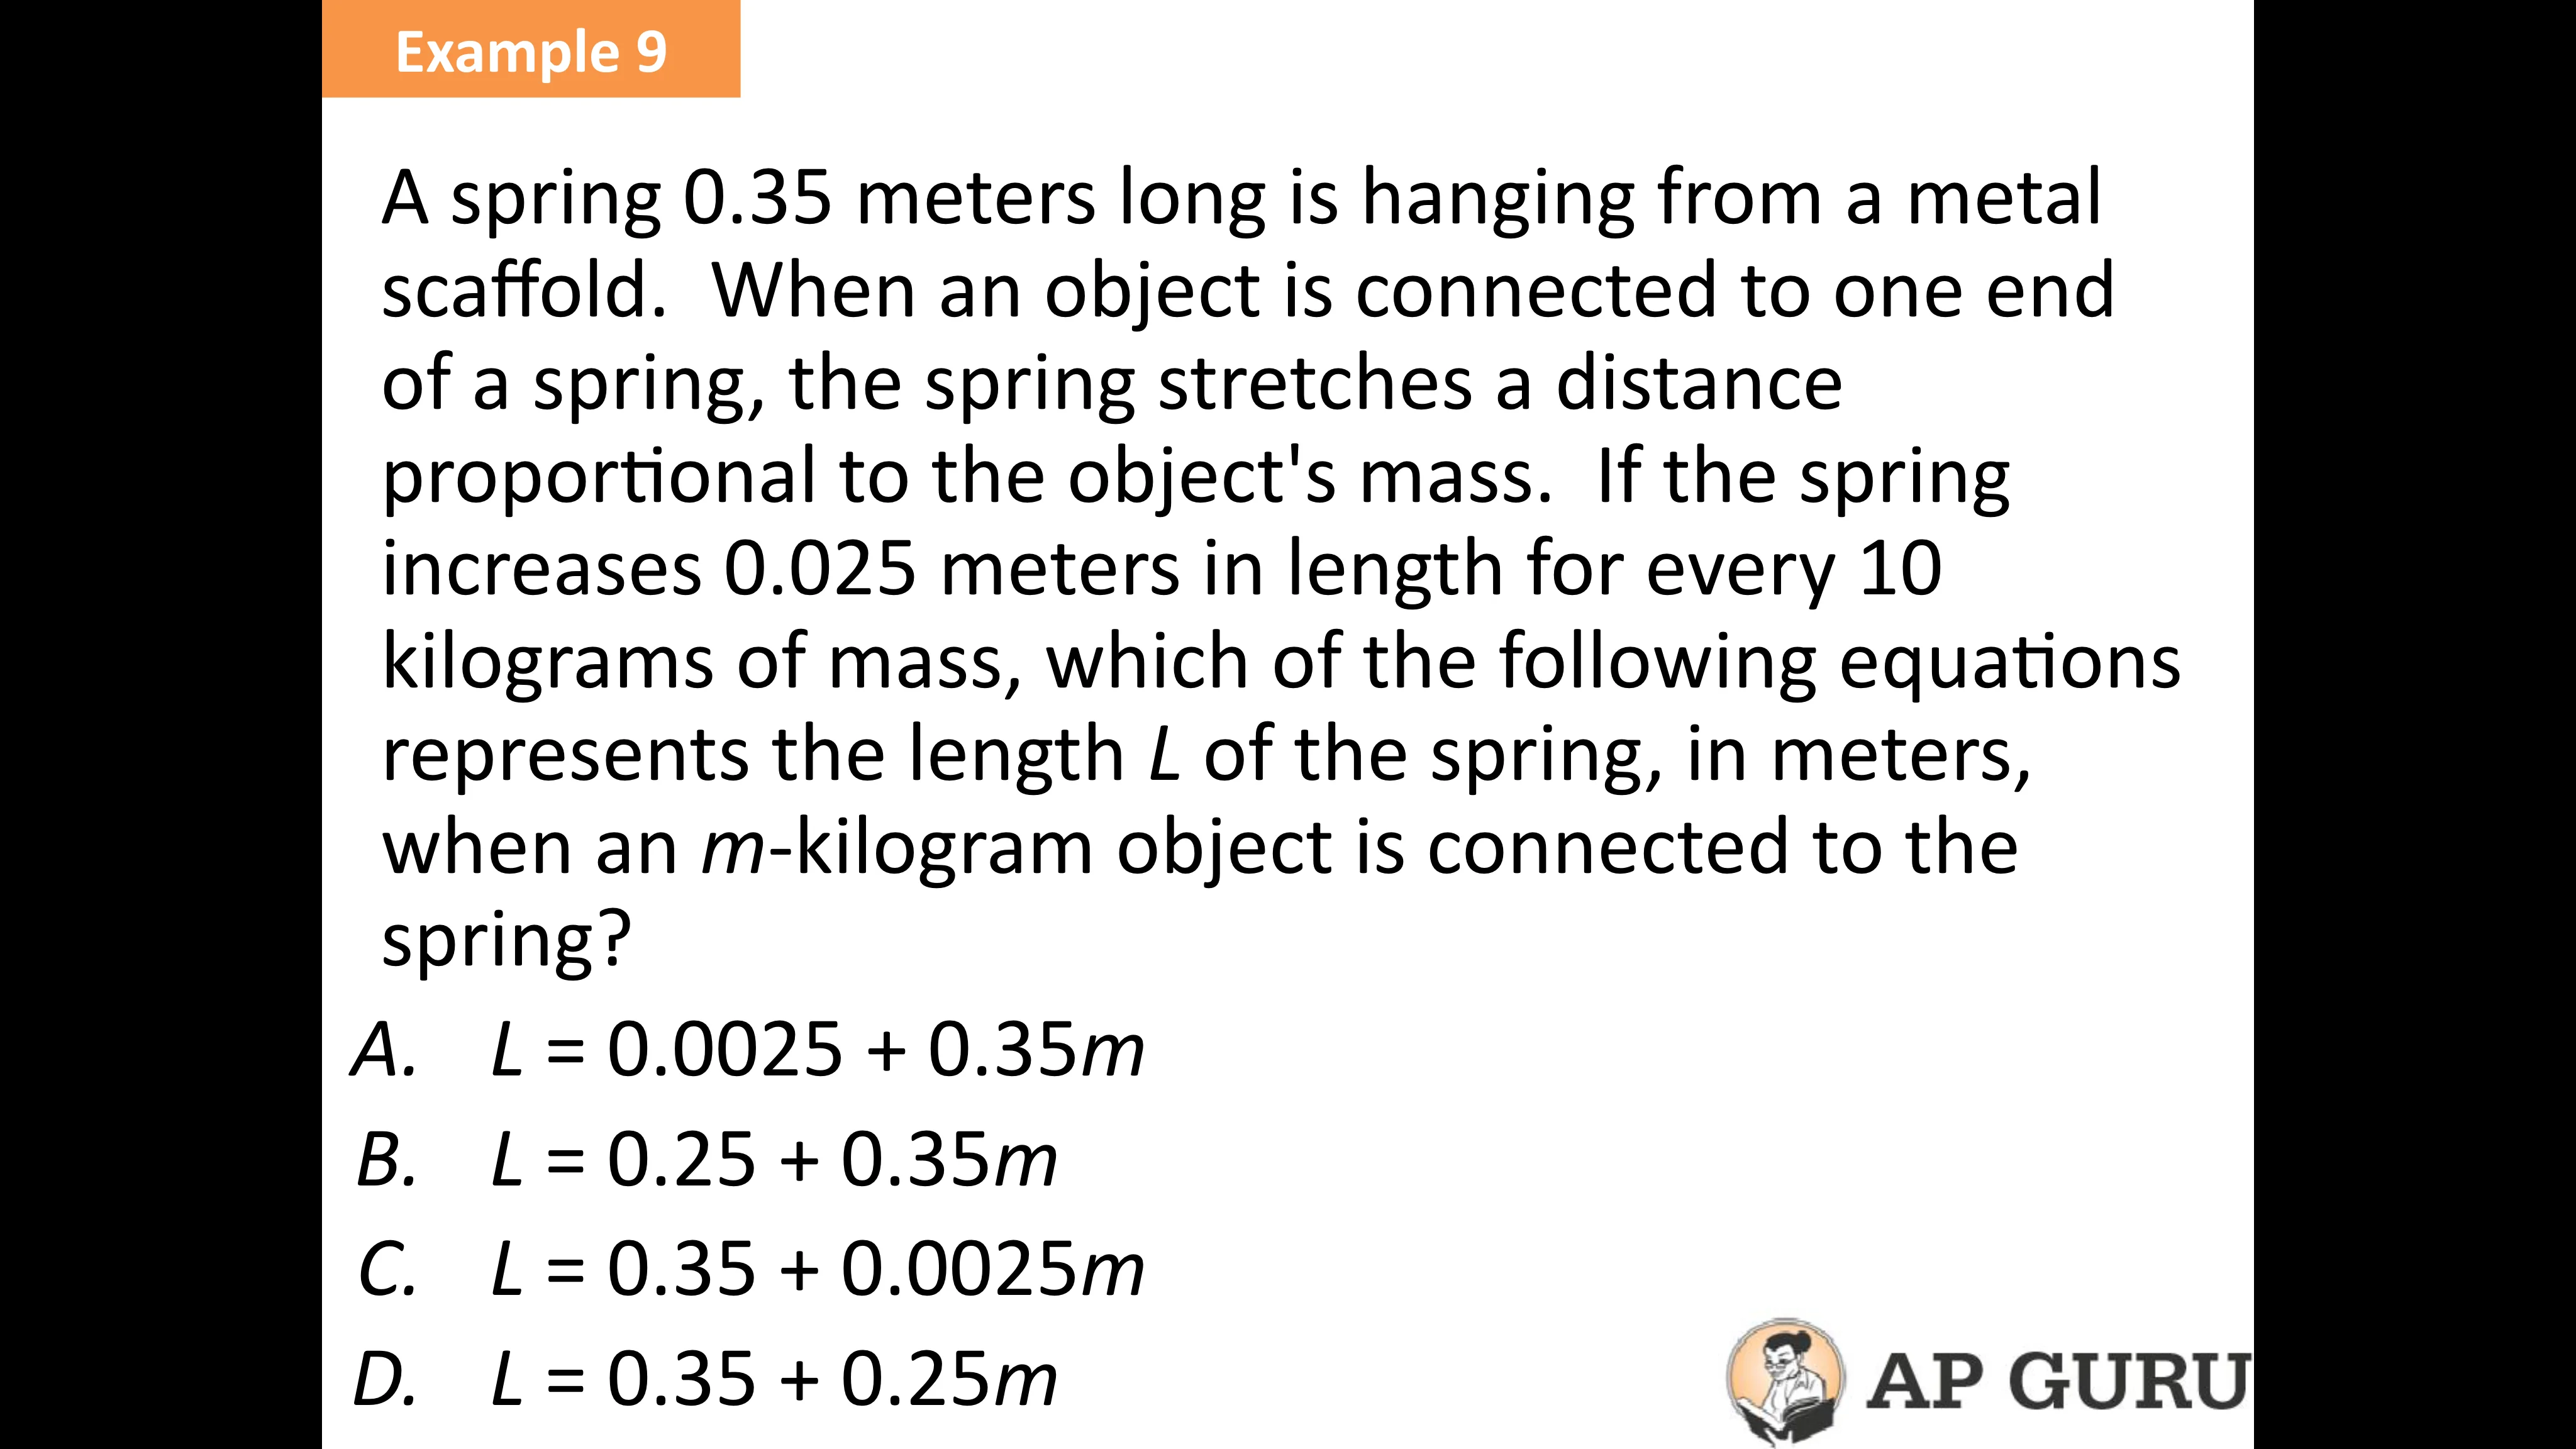 Example 9
A spring 0.35 meters long is hanging from a metal
scaffold. When an object is connected to one end
of a spring, the spring stretches a distance
proportional to the object's mass. If the spring
increases 0.025 meters in length for every 10
kilograms of mass, which of the following equations
represents the length L of the spring, in meters,
when an m-kilogram object is connected to the
spring?
A. L = 0.0025 + 0.35m
B. L = 0.25 + 0.35m
C. L = 0.35 + 0.0025m
D. L = 0.35 + 0.25m
AP GURU